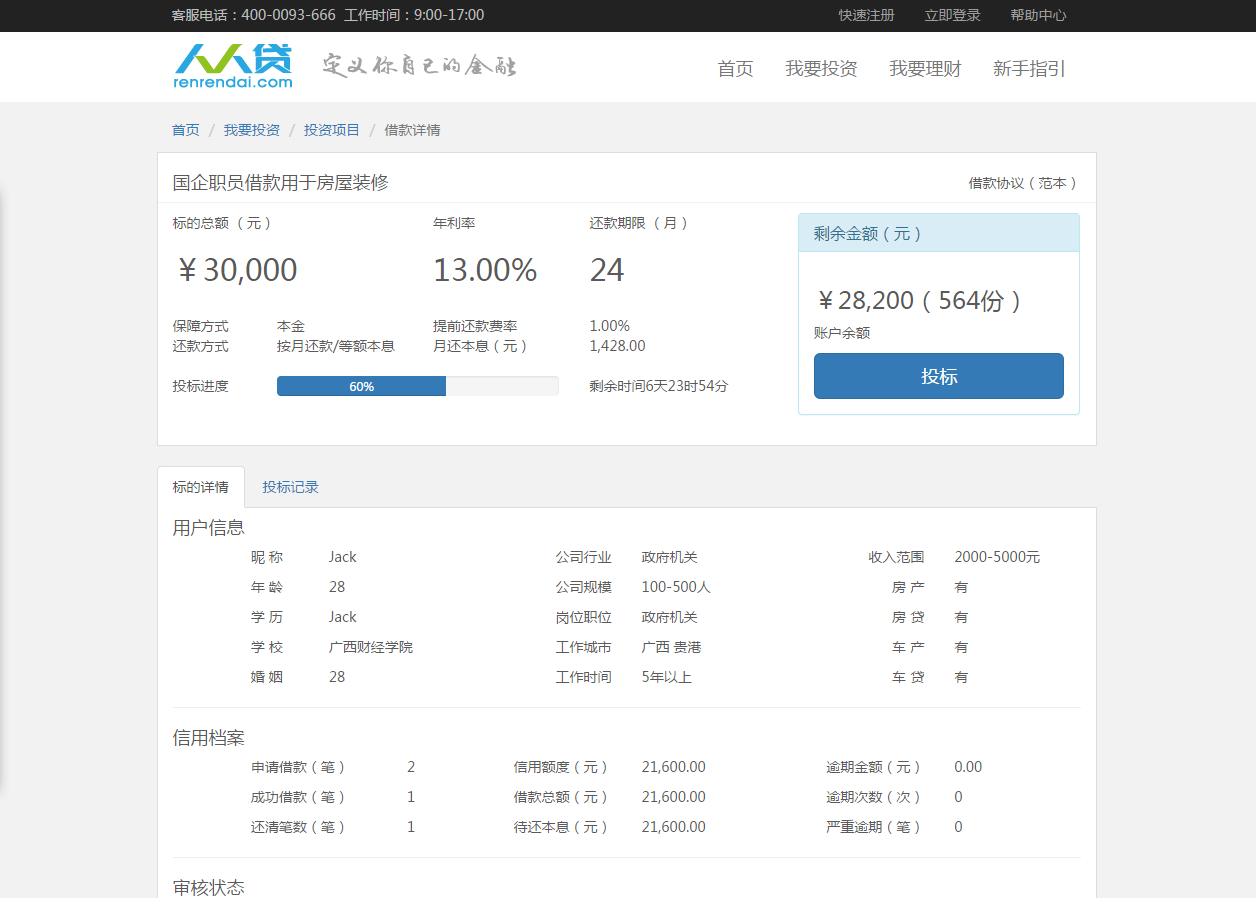 客服电话：400-0093-666 工作时间：9:00-17:00 快速注册 立即登录 帮助中心
人人贷 renrendai.com 定义你自己的金融 首页 我要投资 我要理财 新手指引
首页 / 我要投资 / 投资项目 / 借款详情
国企职员借款用于房屋装修 借款协议（范本）
标的总额（元） 年利率 还款期限（月） 剩余金额（元）
￥30,000 13.00% 24
￥28,200（564份）
保障方式 本金 提前还款费率 1.00%
账户余额
还款方式 按月还款/等额本息 月还本息（元） 1,428.00
投标
投标进度 60% 剩余时间6天23时54分
标的详情 投标记录
用户信息
昵 称 Jack 公司行业 政府机关 收入范围 2000-5000元
年 龄 28 公司规模 100-500人 房 产 有
学 历 Jack 岗位职位 政府机关 房 贷 有
学 校 广西财经学院 工作城市 广西 贵港 车 产 有
婚 姻 28 工作时间 5年以上 车 贷 有
信用档案
申请借款（笔） 2 信用额度（元） 21,600.00 逾期金额（元） 0.00
成功借款（笔） 1 借款总额（元） 21,600.00 逾期次数（次） 0
还清笔数（笔） 1 待还本息（元） 21,600.00 严重逾期（笔） 0
审核状态